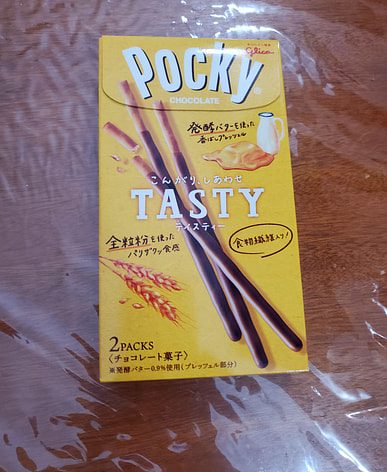 Pocky
CHOCOLATE
Glico
発酵バターを使った
香ばしプレッツェル
こんがり、しあわせ
TASTY
テイスティー
全粒粉を使った
バリザクッ食感
食物繊維入り!
2 PACKS
〈チョコレート菓子〉
※発酵バター0.9%使用(プレッツェル部分)